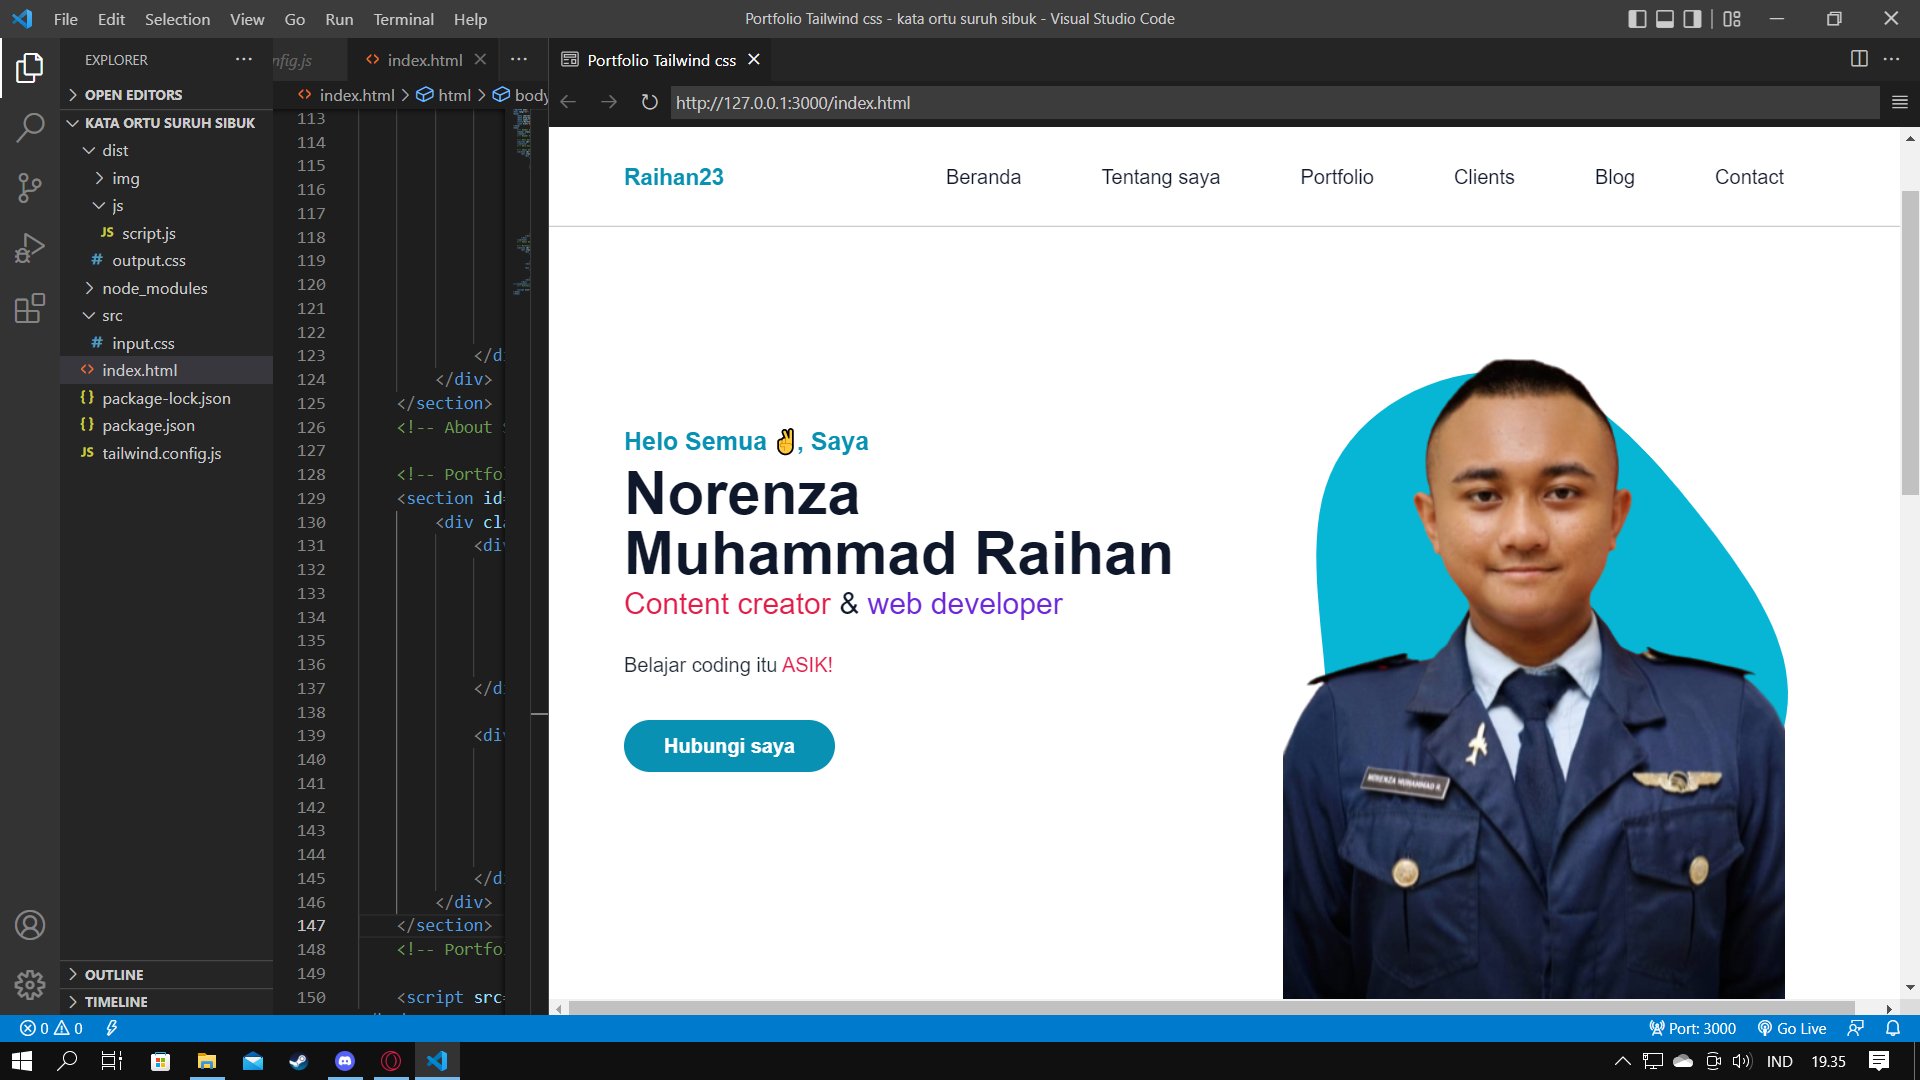 File Edit Selection View Go Run Terminal Help
Portfolio Tailwind css - kata ortu suruh sibuk - Visual Studio Code
EXPLORER
OPEN EDITORS
KATA ORTU SURUH SIBUK
dist
img
js
JS script.js
# output.css
node_modules
src
# input.css
<> index.html
{} package-lock.json
{} package.json
JS tailwind.config.js
OUTLINE
TIMELINE
nfig.js
<> index.html
<> index.html > html > body
113
114
115
116
117
118
119
120
121
122
123 </di
124 </div>
125 </section>
126 <!-- About S
127
128 <!-- Portfo
129 <section id=
130 <div cla
131 <div
132
133
134
135
136
137 </di
138
139 <div
140
141
142
143
144
145 </di
146 </div>
147 </section>
148 <!-- Portfo
149
150 <script src=
Portfolio Tailwind css
http://127.0.0.1:3000/index.html
Raihan23
Beranda Tentang saya Portfolio Clients Blog Contact
Helo Semua ✌, Saya
Norenza
Muhammad Raihan
Content creator & web developer
Belajar coding itu ASIK!
Hubungi saya
NORENZA MUHAMMAD R.
0 0
Port: 3000 Go Live
IND 19.35